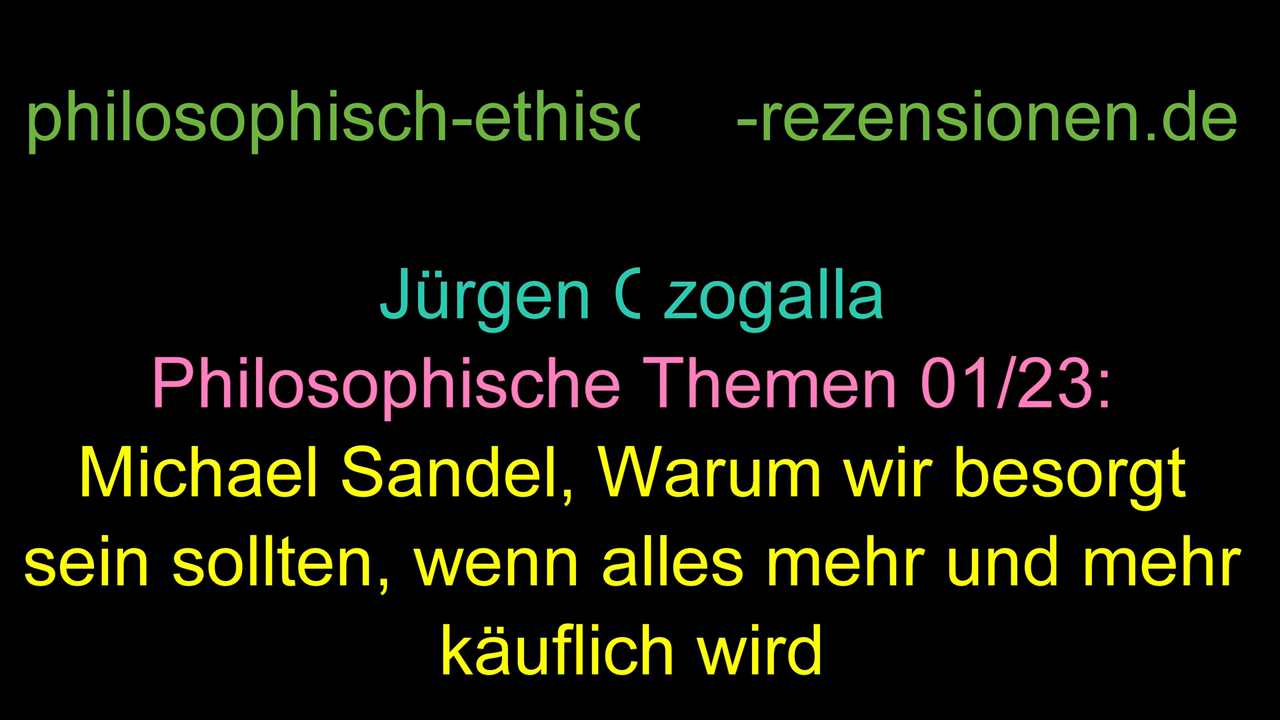 philosophisch-ethisc -rezensionen.de
Jürgen Czogalla
Philosophische Themen 01/23:
Michael Sandel, Warum wir besorgt
sein sollten, wenn alles mehr und mehr
käuflich wird